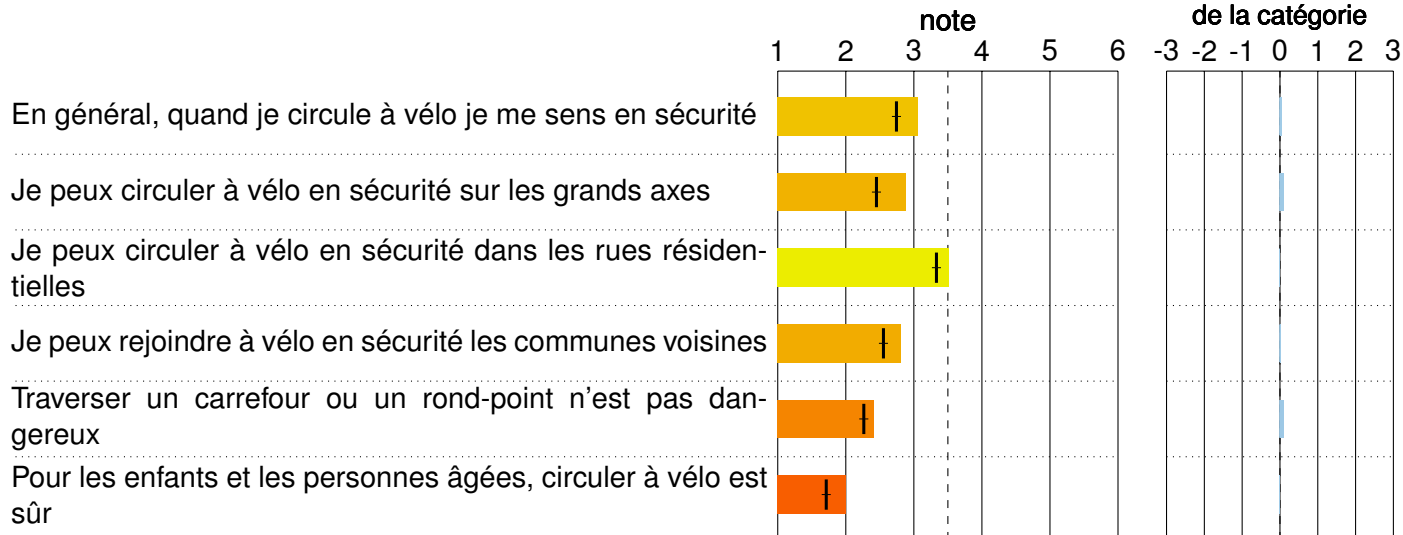 note
de la catégorie
1 2 3 4 5 6
-3 -2 -1 0 1 2 3
En général, quand je circule à vélo je me sens en sécurité
Je peux circuler à vélo en sécurité sur les grands axes
Je peux circuler à vélo en sécurité dans les rues résiden-
tielles
Je peux rejoindre à vélo en sécurité les communes voisines
Traverser un carrefour ou un rond-point n'est pas dan-
gereux
Pour les enfants et les personnes âgées, circuler à vélo est
sûr